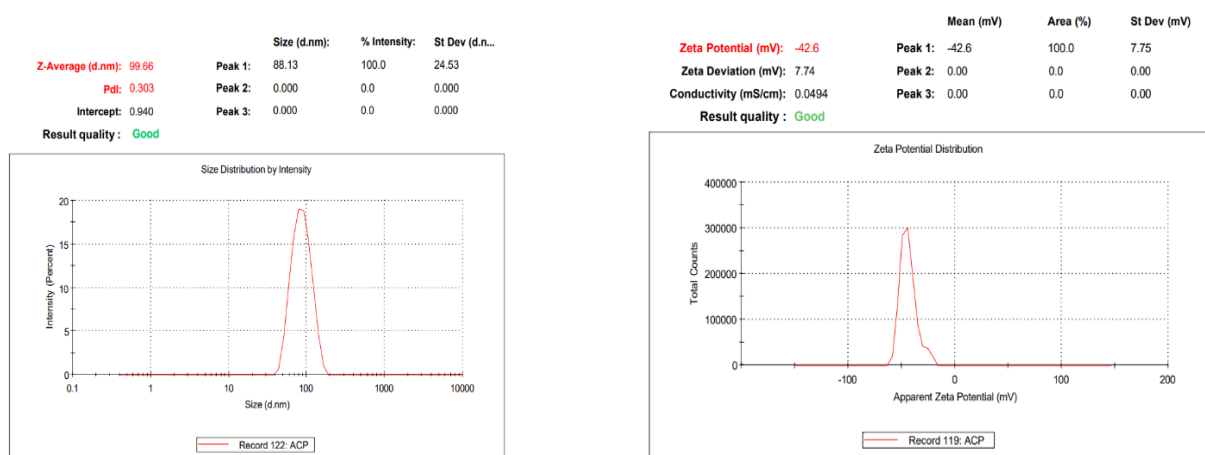 Size (d.nm): % Intensity: St Dev (d.n...
Z-Average (d.nm): 99.66 Peak 1: 88.13 100.0 24.53
PdI: 0.303 Peak 2: 0.000 0.0 0.000
Intercept: 0.940 Peak 3: 0.000 0.0 0.000
Result quality : Good
Size Distribution by Intensity
Intensity (Percent)
20
15
10
5
0
0.1 1 10 100 1000 10000
Size (d.nm)
Record 122: ACP
Mean (mV) Area (%) St Dev (mV)
Zeta Potential (mV): -42.6 Peak 1: -42.6 100.0 7.75
Zeta Deviation (mV): 7.74 Peak 2: 0.00 0.0 0.00
Conductivity (mS/cm): 0.0494 Peak 3: 0.00 0.0 0.00
Result quality : Good
Zeta Potential Distribution
Total Counts
400000
300000
200000
100000
0
-100 0 100 200
Apparent Zeta Potential (mV)
Record 119: ACP